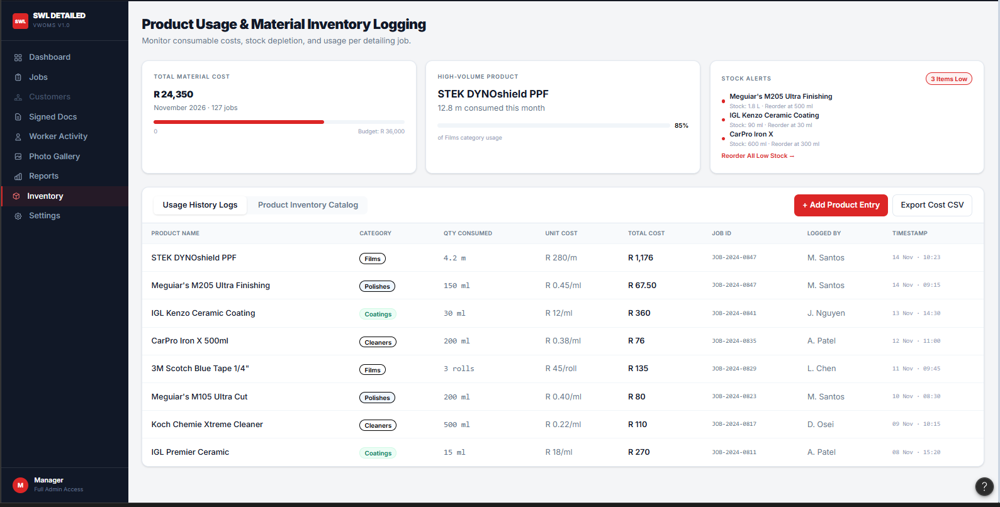 SWL
SWL DETAILED
VWOMS V1.0
Dashboard
Jobs
Customers
Signed Docs
Worker Activity
Photo Gallery
Reports
Inventory
Settings
M
Manager
Full Admin Access
Product Usage & Material Inventory Logging
Monitor consumable costs, stock depletion, and usage per detailing job.
TOTAL MATERIAL COST
R 24,350
November 2026 · 127 jobs
0 Budget: R 36,000
HIGH-VOLUME PRODUCT
STEK DYNOshield PPF
12.8 m consumed this month
85%
of Films category usage
STOCK ALERTS 3 Items Low
Meguiar's M205 Ultra Finishing
Stock: 1.8 L · Reorder at 500 ml
IGL Kenzo Ceramic Coating
Stock: 90 ml · Reorder at 30 ml
CarPro Iron X
Stock: 600 ml · Reorder at 300 ml
Reorder All Low Stock →
Usage History Logs Product Inventory Catalog + Add Product Entry Export Cost CSV
PRODUCT NAME CATEGORY QTY CONSUMED UNIT COST TOTAL COST JOB ID LOGGED BY TIMESTAMP
STEK DYNOshield PPF Films 4.2 m R 280/m R 1,176 JOB-2024-0847 M. Santos 14 Nov · 10:23
Meguiar's M205 Ultra Finishing Polishes 150 ml R 0.45/ml R 67.50 JOB-2024-0847 M. Santos 14 Nov · 09:15
IGL Kenzo Ceramic Coating Coatings 30 ml R 12/ml R 360 JOB-2024-0841 J. Nguyen 13 Nov · 14:30
CarPro Iron X 500ml Cleaners 200 ml R 0.38/ml R 76 JOB-2024-0835 A. Patel 12 Nov · 11:00
3M Scotch Blue Tape 1/4" Films 3 rolls R 45/roll R 135 JOB-2024-0829 L. Chen 11 Nov · 09:45
Meguiar's M105 Ultra Cut Polishes 200 ml R 0.40/ml R 80 JOB-2024-0823 M. Santos 10 Nov · 08:30
Koch Chemie Xtreme Cleaner Cleaners 500 ml R 0.22/ml R 110 JOB-2024-0817 D. Osei 09 Nov · 10:15
IGL Premier Ceramic Coatings 15 ml R 18/ml R 270 JOB-2024-0811 A. Patel 08 Nov · 15:20
?